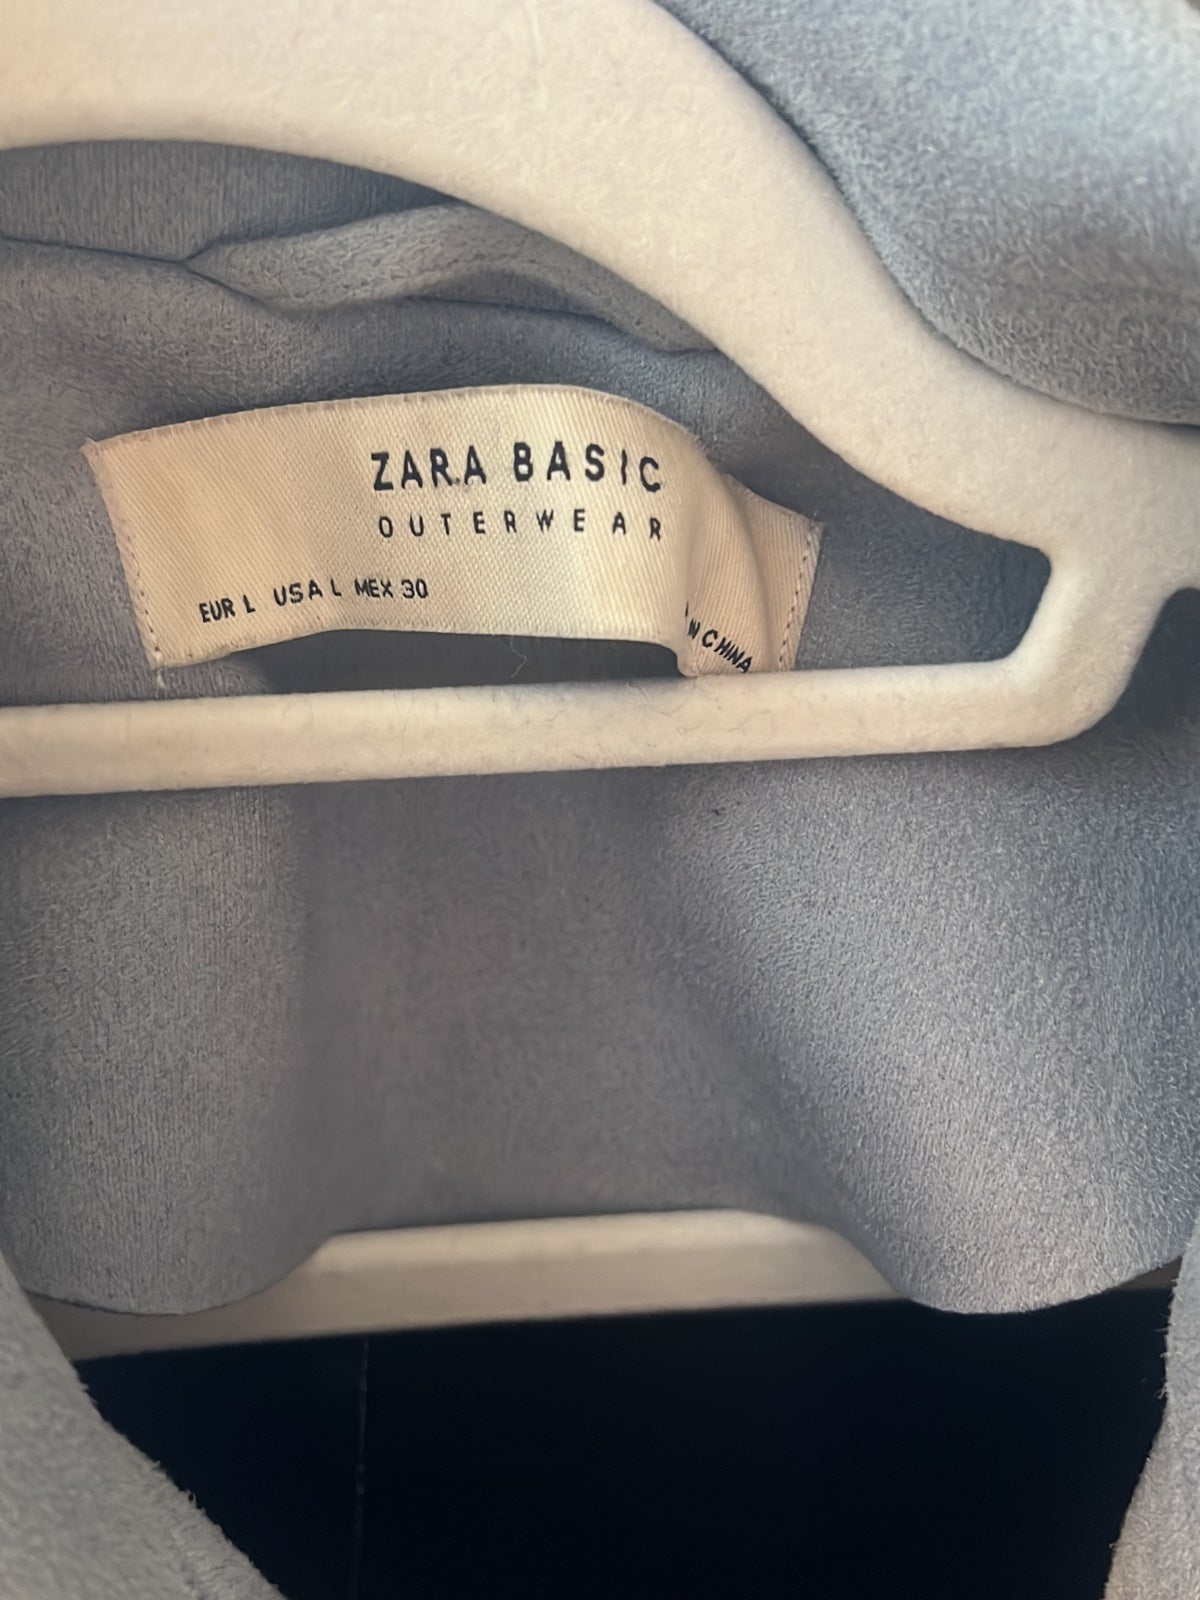 ZARA BASIC
OUTERWEAR
EUR L USA L MEX 30
IN CHINA